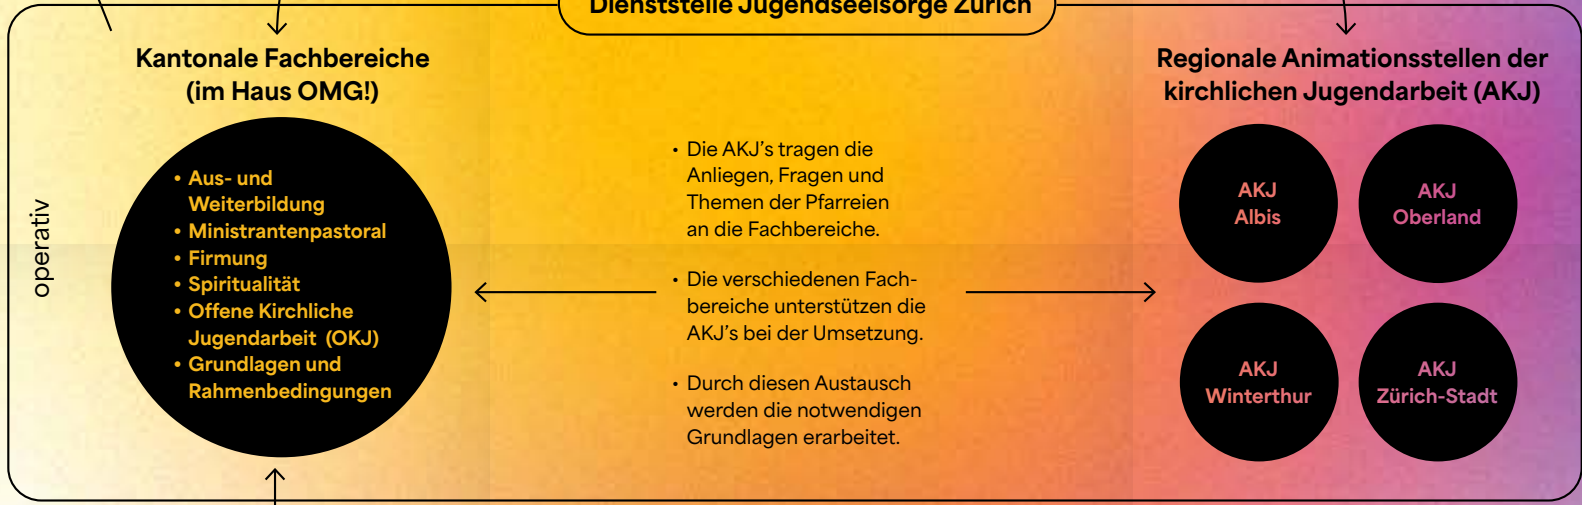 Dienststelle Jugendseelsorge Zürich
Kantonale Fachbereiche
(im Haus OMG!)
operativ
• Aus- und
Weiterbildung
• Ministrantenpastoral
• Firmung
• Spiritualität
• Offene Kirchliche
Jugendarbeit (OKJ)
• Grundlagen und
Rahmenbedingungen
• Die AKJ’s tragen die
Anliegen, Fragen und
Themen der Pfarreien
an die Fachbereiche.
• Die verschiedenen Fach-
bereiche unterstützen die
AKJ’s bei der Umsetzung.
• Durch diesen Austausch
werden die notwendigen
Grundlagen erarbeitet.
Regionale Animationsstellen der
kirchlichen Jugendarbeit (AKJ)
AKJ
Albis
AKJ
Oberland
AKJ
Winterthur
AKJ
Zürich-Stadt